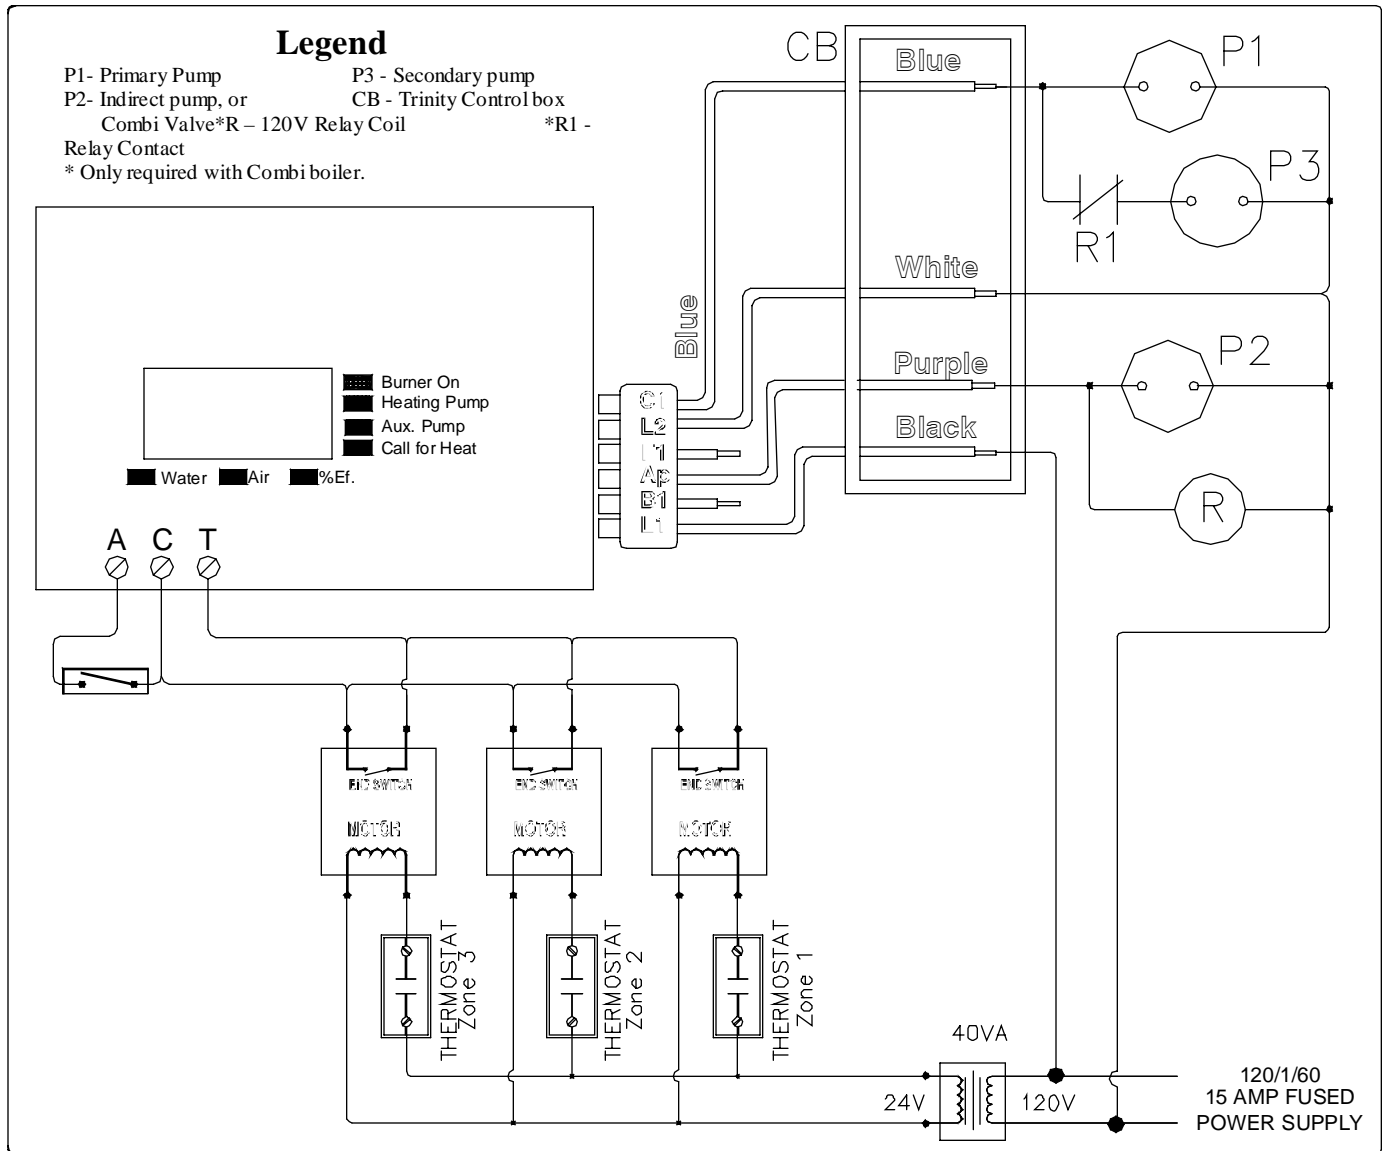 Legend
P1- Primary Pump P3 - Secondary pump
P2- Indirect pump, or CB - Trinity Control box
Combi Valve*R – 120V Relay Coil *R1 -
Relay Contact
* Only required with Combi boiler.
CB
Blue
P1
P3
R1
White
Blue
Purple
P2
Black
R
Burner On
Heating Pump
Aux. Pump
Call for Heat
Water Air %Ef.
C1
L2
Ap
B1
L1
A C T
END SWITCH
END SWITCH
END SWITCH
MOTOR
MOTOR
MOTOR
THERMOSTAT
Zone 3
THERMOSTAT
Zone 2
THERMOSTAT
Zone 1
40VA
24V
120V
120/1/60
15 AMP FUSED
POWER SUPPLY